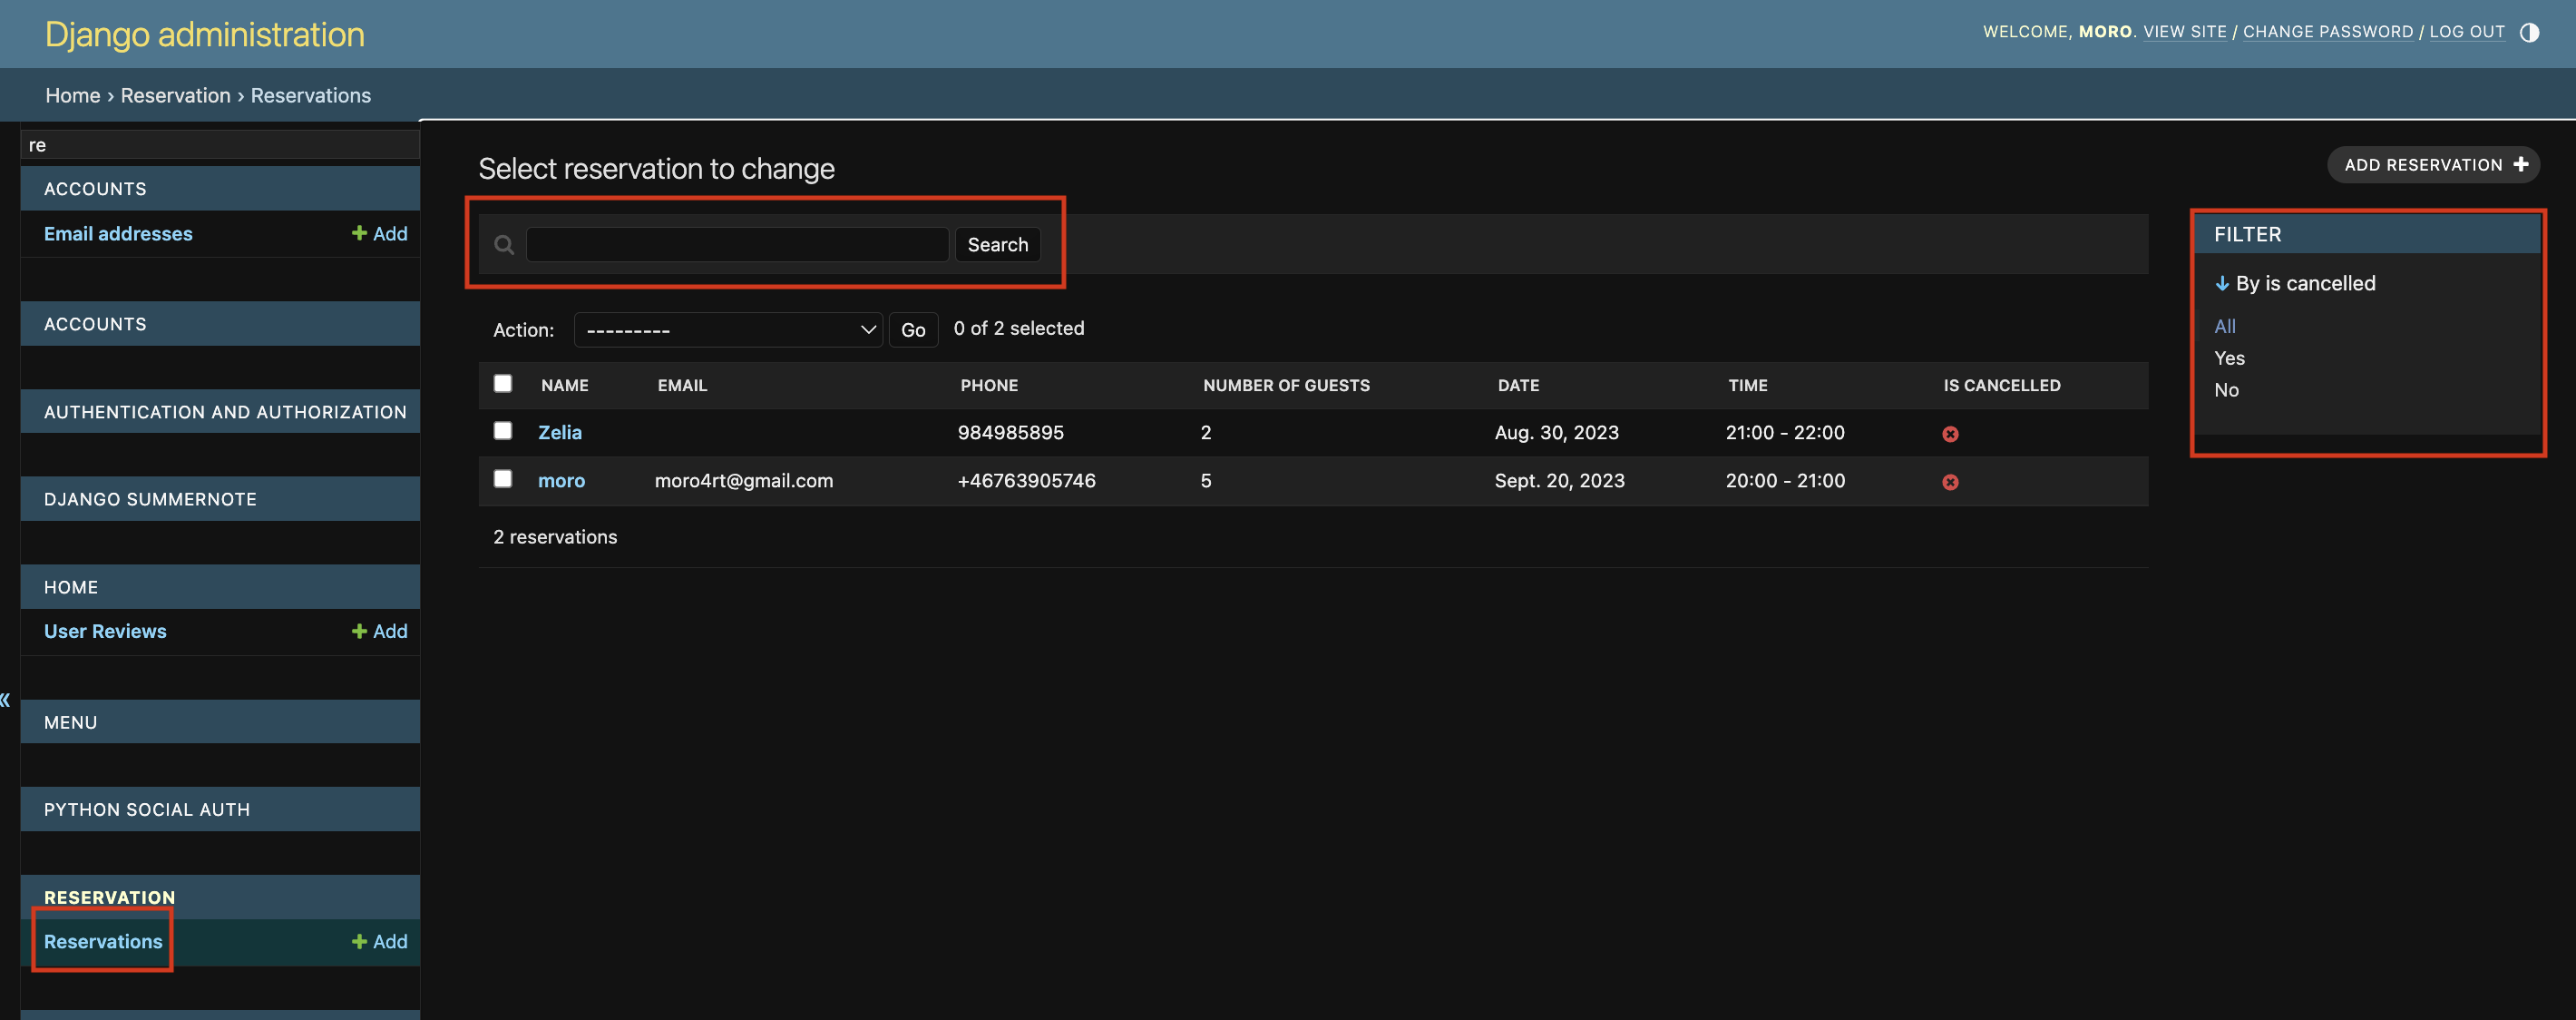 Django administration
WELCOME, MORO. VIEW SITE / CHANGE PASSWORD / LOG OUT
Home › Reservation › Reservations
re
ACCOUNTS
Email addresses + Add
ACCOUNTS
AUTHENTICATION AND AUTHORIZATION
DJANGO SUMMERNOTE
HOME
User Reviews + Add
«
MENU
PYTHON SOCIAL AUTH
RESERVATION
Reservations + Add
Select reservation to change
ADD RESERVATION +
Search
Action: --------- Go 0 of 2 selected
NAME EMAIL PHONE NUMBER OF GUESTS DATE TIME IS CANCELLED
Zelia 984985895 2 Aug. 30, 2023 21:00 - 22:00
moro moro4rt@gmail.com +46763905746 5 Sept. 20, 2023 20:00 - 21:00
2 reservations
FILTER
↓ By is cancelled
All
Yes
No